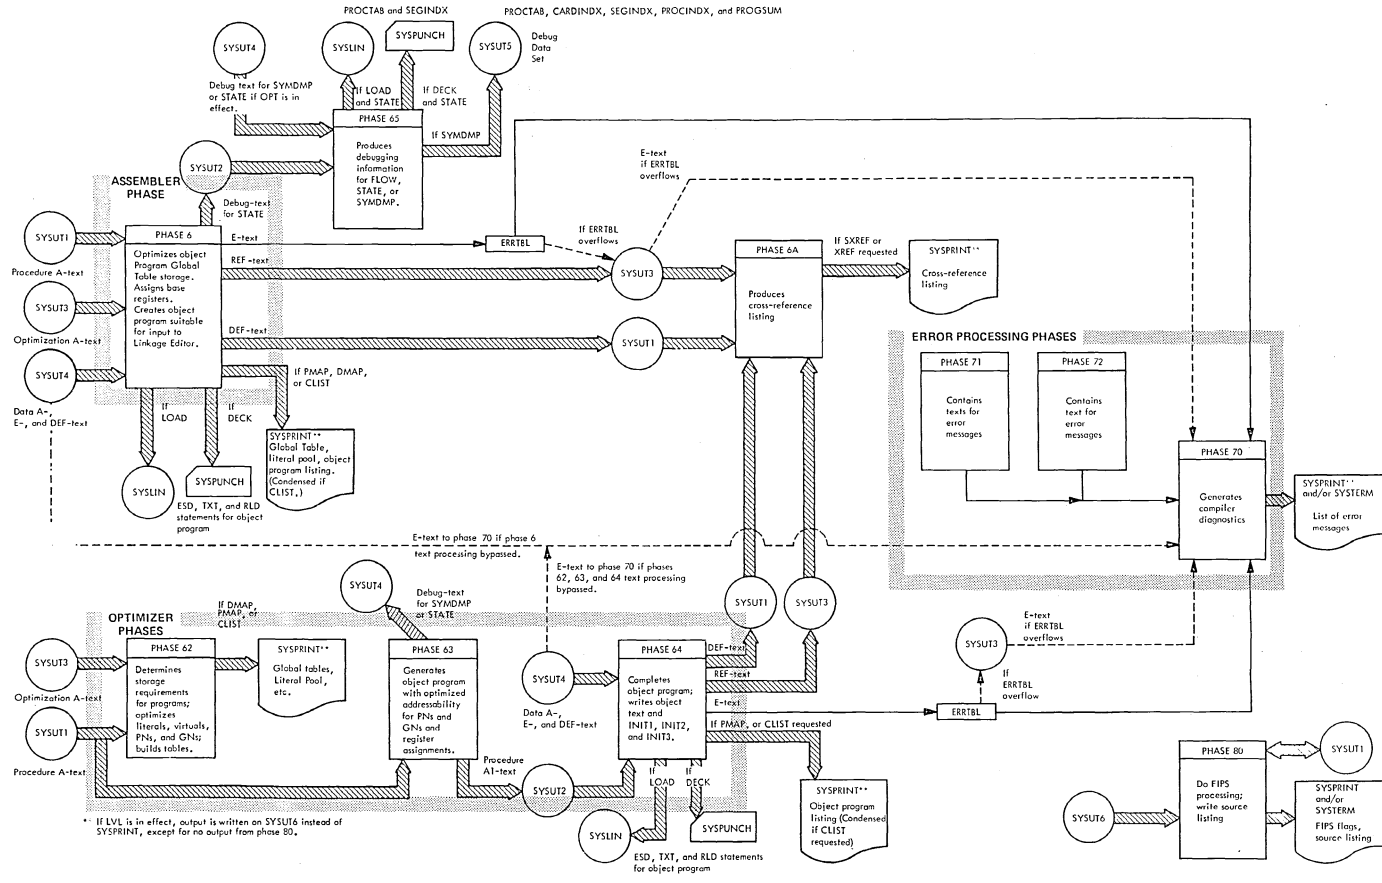 PROCTAB and SEGINDX
PROCTAB, CARDINDX, SEGINDX, PROCINDX, and PROGSUM
SYSUT4
SYSLIN
SYSPUNCH
SYSUT5
Debug
Data
Set
Debug text for SYMDMP
or STATE if OPT is in
effect.
If LOAD
and STATE
If DECK
and STATE
PHASE 65
Produces
debugging
information
for FLOW,
STATE, or
SYMDMP.
If SYMDMP
SYSUT2
ASSEMBLER
PHASE
Debug-text
for STATE
E-text
if ERRTBL
overflows
SYSUT1
Procedure A-text
SYSUT3
Optimization A-text
SYSUT4
Data A-,
E-, and DEF-text
PHASE 6
Optimizes object
Program Global
Table storage.
Assigns base
registers.
Creates object
program suitable
for input to
Linkage Editor.
E-text
REF-text
DEF-text
ERRTBL
If ERRTBL
overflows
SYSUT3
SYSUT1
PHASE 6A
Produces
cross-reference
listing
If SXREF or
XREF requested
SYSPRINT**
Cross-reference
listing
If PMAP, DMAP,
or CLIST
If
LOAD
If
DECK
SYSLIN
SYSPUNCH
ESD, TXT, and RLD
statements for object
program
SYSPRINT**
Global Table,
literal pool, object
program listing.
(Condensed if
CLIST.)
ERROR PROCESSING PHASES
PHASE 71
Contains
texts for
error
messages
PHASE 72
Contains
text for
error
messages
PHASE 70
Generates
compiler
diagnostics
SYSPRINT**
and/or SYSTERM
List of error
messages
E-text to phase 70 if phase 6
text processing bypassed.
E-text to phase 70 if phases
62, 63, and 64 text processing
bypassed.
SYSUT4
Debug-text
for SYMDMP
or STATE
SYSUT1
SYSUT3
OPTIMIZER
PHASES
If DMAP,
PMAP, or
CLIST
SYSUT3
Optimization A-text
SYSUT1
Procedure A-text
PHASE 62
Determines
storage
requirements
for programs;
optimizes
literals, virtuals,
PNs, and GNs;
builds tables.
SYSPRINT**
Global tables,
Literal Pool,
etc.
PHASE 63
Generates
object program
with optimized
addressability
for PNs and
GNs and
register
assignments.
Procedure
A1-text
SYSUT2
SYSUT4
Data A-,
E-, and DEF-text
PHASE 64
Completes
object program;
writes object
text and
INIT1, INIT2,
and INIT3.
DEF-text
REF-text
E-text
If PMAP, or CLIST requested
ERRTBL
If
ERRTBL
overflow
SYSUT3
E-text
if ERRTBL
overflows
If
LOAD
If
DECK
SYSLIN
SYSPUNCH
ESD, TXT, and RLD statements
for object program
SYSPRINT**
Object program
listing (Condensed
if CLIST
requested)
SYSUT6
PHASE 80
Do FIPS
processing;
write source
listing
SYSUT1
SYSPRINT
and/or
SYSTERM
FIPS flags,
source listing
** If LVL is in effect, output is written on SYSUT6 instead of
SYSPRINT, except for no output from phase 80.